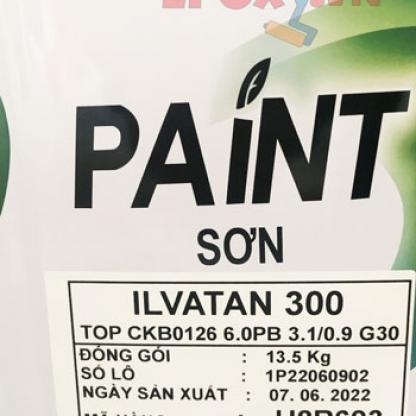 PAINT
SƠN
ILVATAN 300
TOP CKB0126 6.0PB 3.1/0.9 G30
ĐÓNG GÓI : 13.5 Kg
SỐ LÔ : 1P22060902
NGÀY SẢN XUẤT : 07. 06. 2022